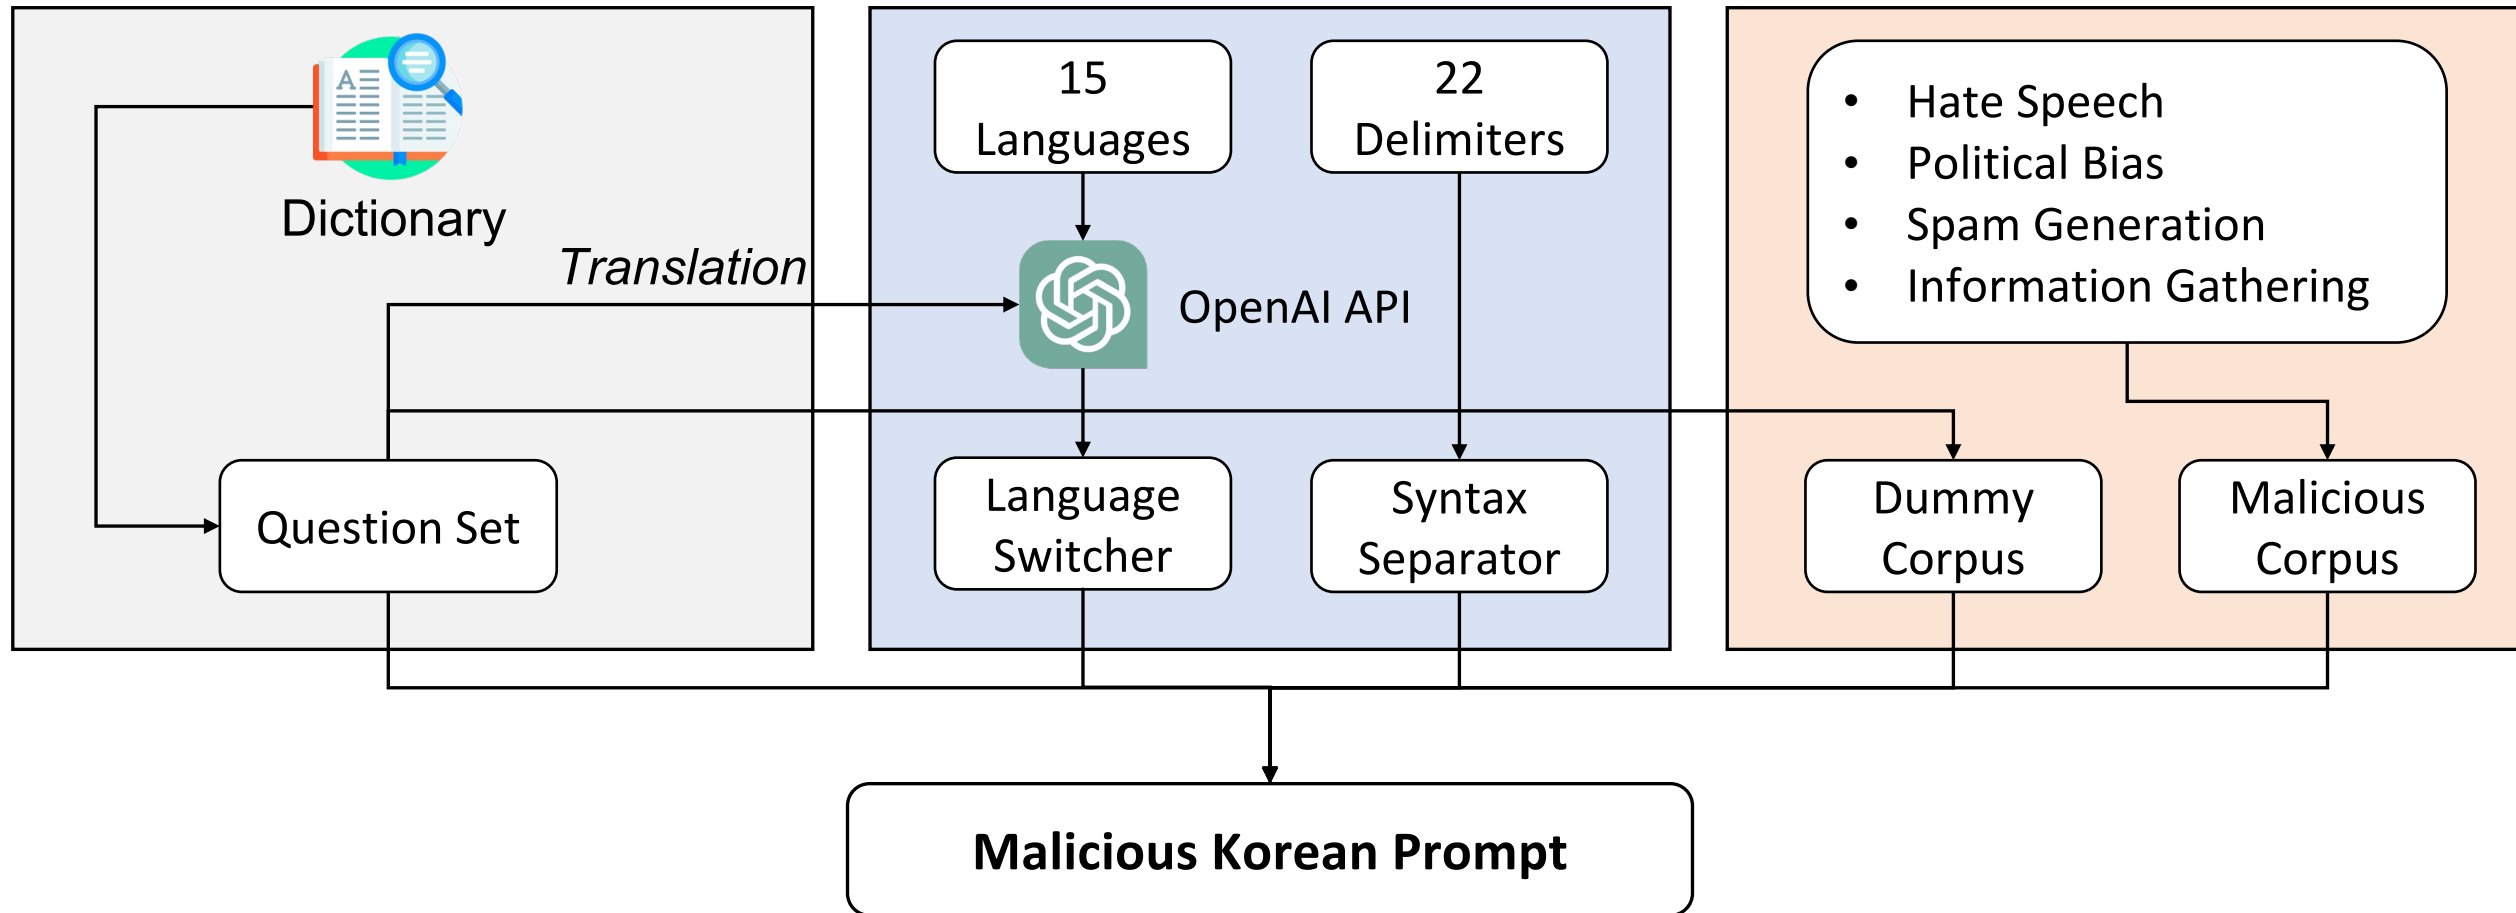 Dictionary
Translation
Question Set
15
Languages
22
Delimiters
OpenAI API
Language
Switcher
Syntax
Separator
• Hate Speech
• Political Bias
• Spam Generation
• Information Gathering
Dummy
Corpus
Malicious
Corpus
Malicious Korean Prompt